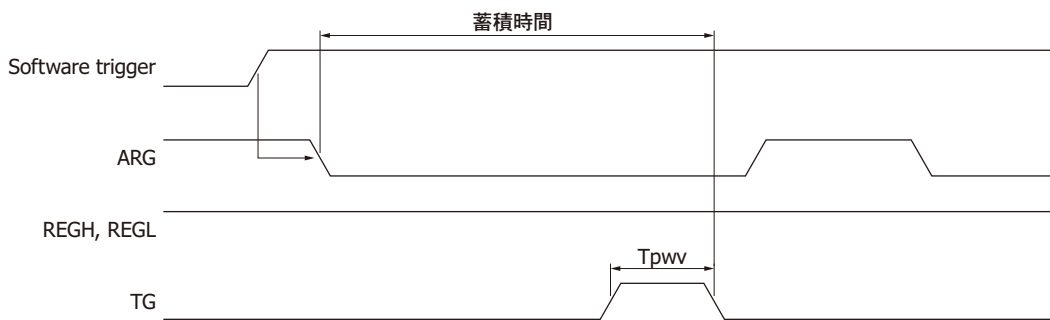 蓄積時間
Software trigger
ARG
REGH, REGL
Tpwv
TG